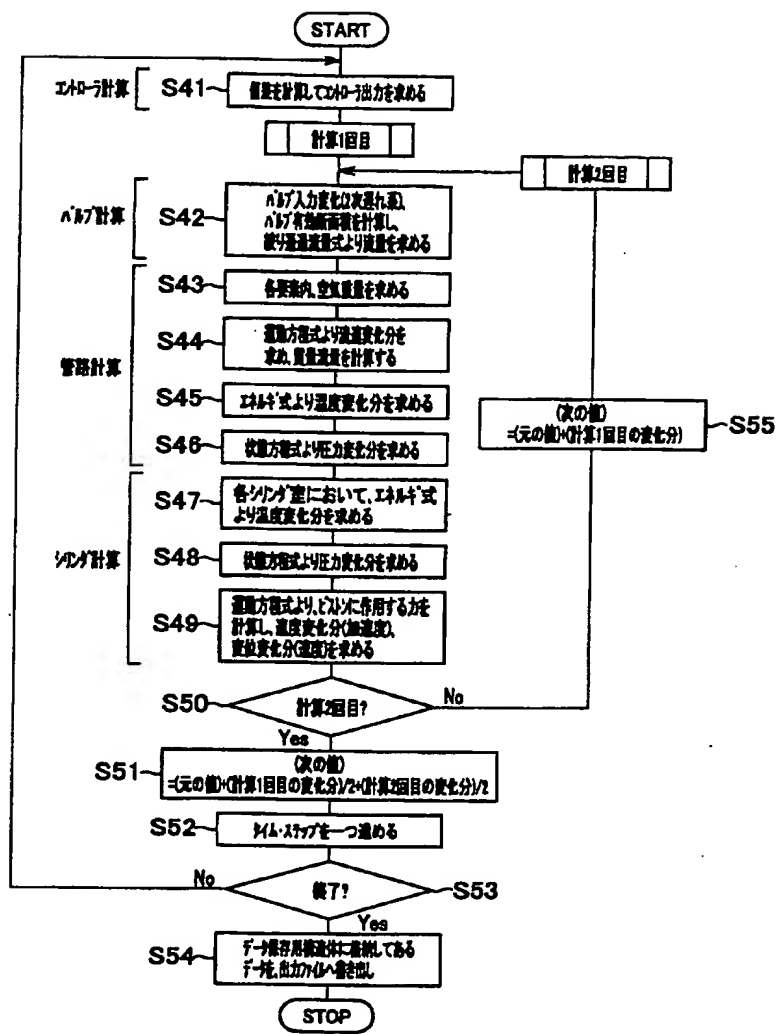 START
エントローラ計算
S41
偏差を計算してエントローラ出力を求める
計算1回目
計算2回目
バルブ計算
S42
バルブ入力変化(2次遅れ系)、
バルブ有効断面積を計算し、
絞り通過流量式より流量を求める
管路計算
S43
各要素内、空気重量を求める
S44
運動方程式より流速変化分を
求め、質量流量を計算する
S45
エネルギ式より温度変化分を求める
S46
状態方程式より圧力変化分を求める
(次の値)
=(元の値)+(計算1回目の変化分)
S55
シリンダ計算
S47
各シリンダ室において、エネルギ式
より温度変化分を求める
S48
状態方程式より圧力変化分を求める
S49
運動方程式より、ピストンに作用する力を
計算し、速度変化分(加速度)、
変位変化分(速度)を求める
S50
計算2回目?
No
Yes
S51
(次の値)
=(元の値)+(計算1回目の変化分)/2+(計算2回目の変化分)/2
S52
タイム・ステップを一つ進める
No
終了?
S53
Yes
S54
データ保存用構造体に格納してある
データを、出力ファイルへ書き出し
STOP